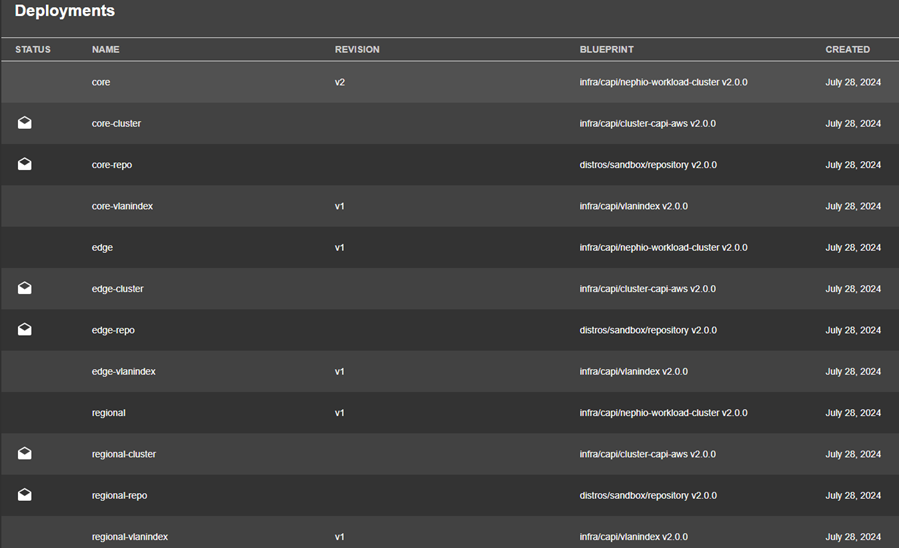 Deployments
STATUS NAME REVISION BLUEPRINT CREATED
core v2 infra/capi/nephio-workload-cluster v2.0.0 July 28, 2024
core-cluster infra/capi/cluster-capi-aws v2.0.0 July 28, 2024
core-repo distros/sandbox/repository v2.0.0 July 28, 2024
core-vlanindex v1 infra/capi/vlanindex v2.0.0 July 28, 2024
edge v1 infra/capi/nephio-workload-cluster v2.0.0 July 28, 2024
edge-cluster infra/capi/cluster-capi-aws v2.0.0 July 28, 2024
edge-repo distros/sandbox/repository v2.0.0 July 28, 2024
edge-vlanindex v1 infra/capi/vlanindex v2.0.0 July 28, 2024
regional v1 infra/capi/nephio-workload-cluster v2.0.0 July 28, 2024
regional-cluster infra/capi/cluster-capi-aws v2.0.0 July 28, 2024
regional-repo distros/sandbox/repository v2.0.0 July 28, 2024
regional-vlanindex v1 infra/capi/vlanindex v2.0.0 July 28, 2024